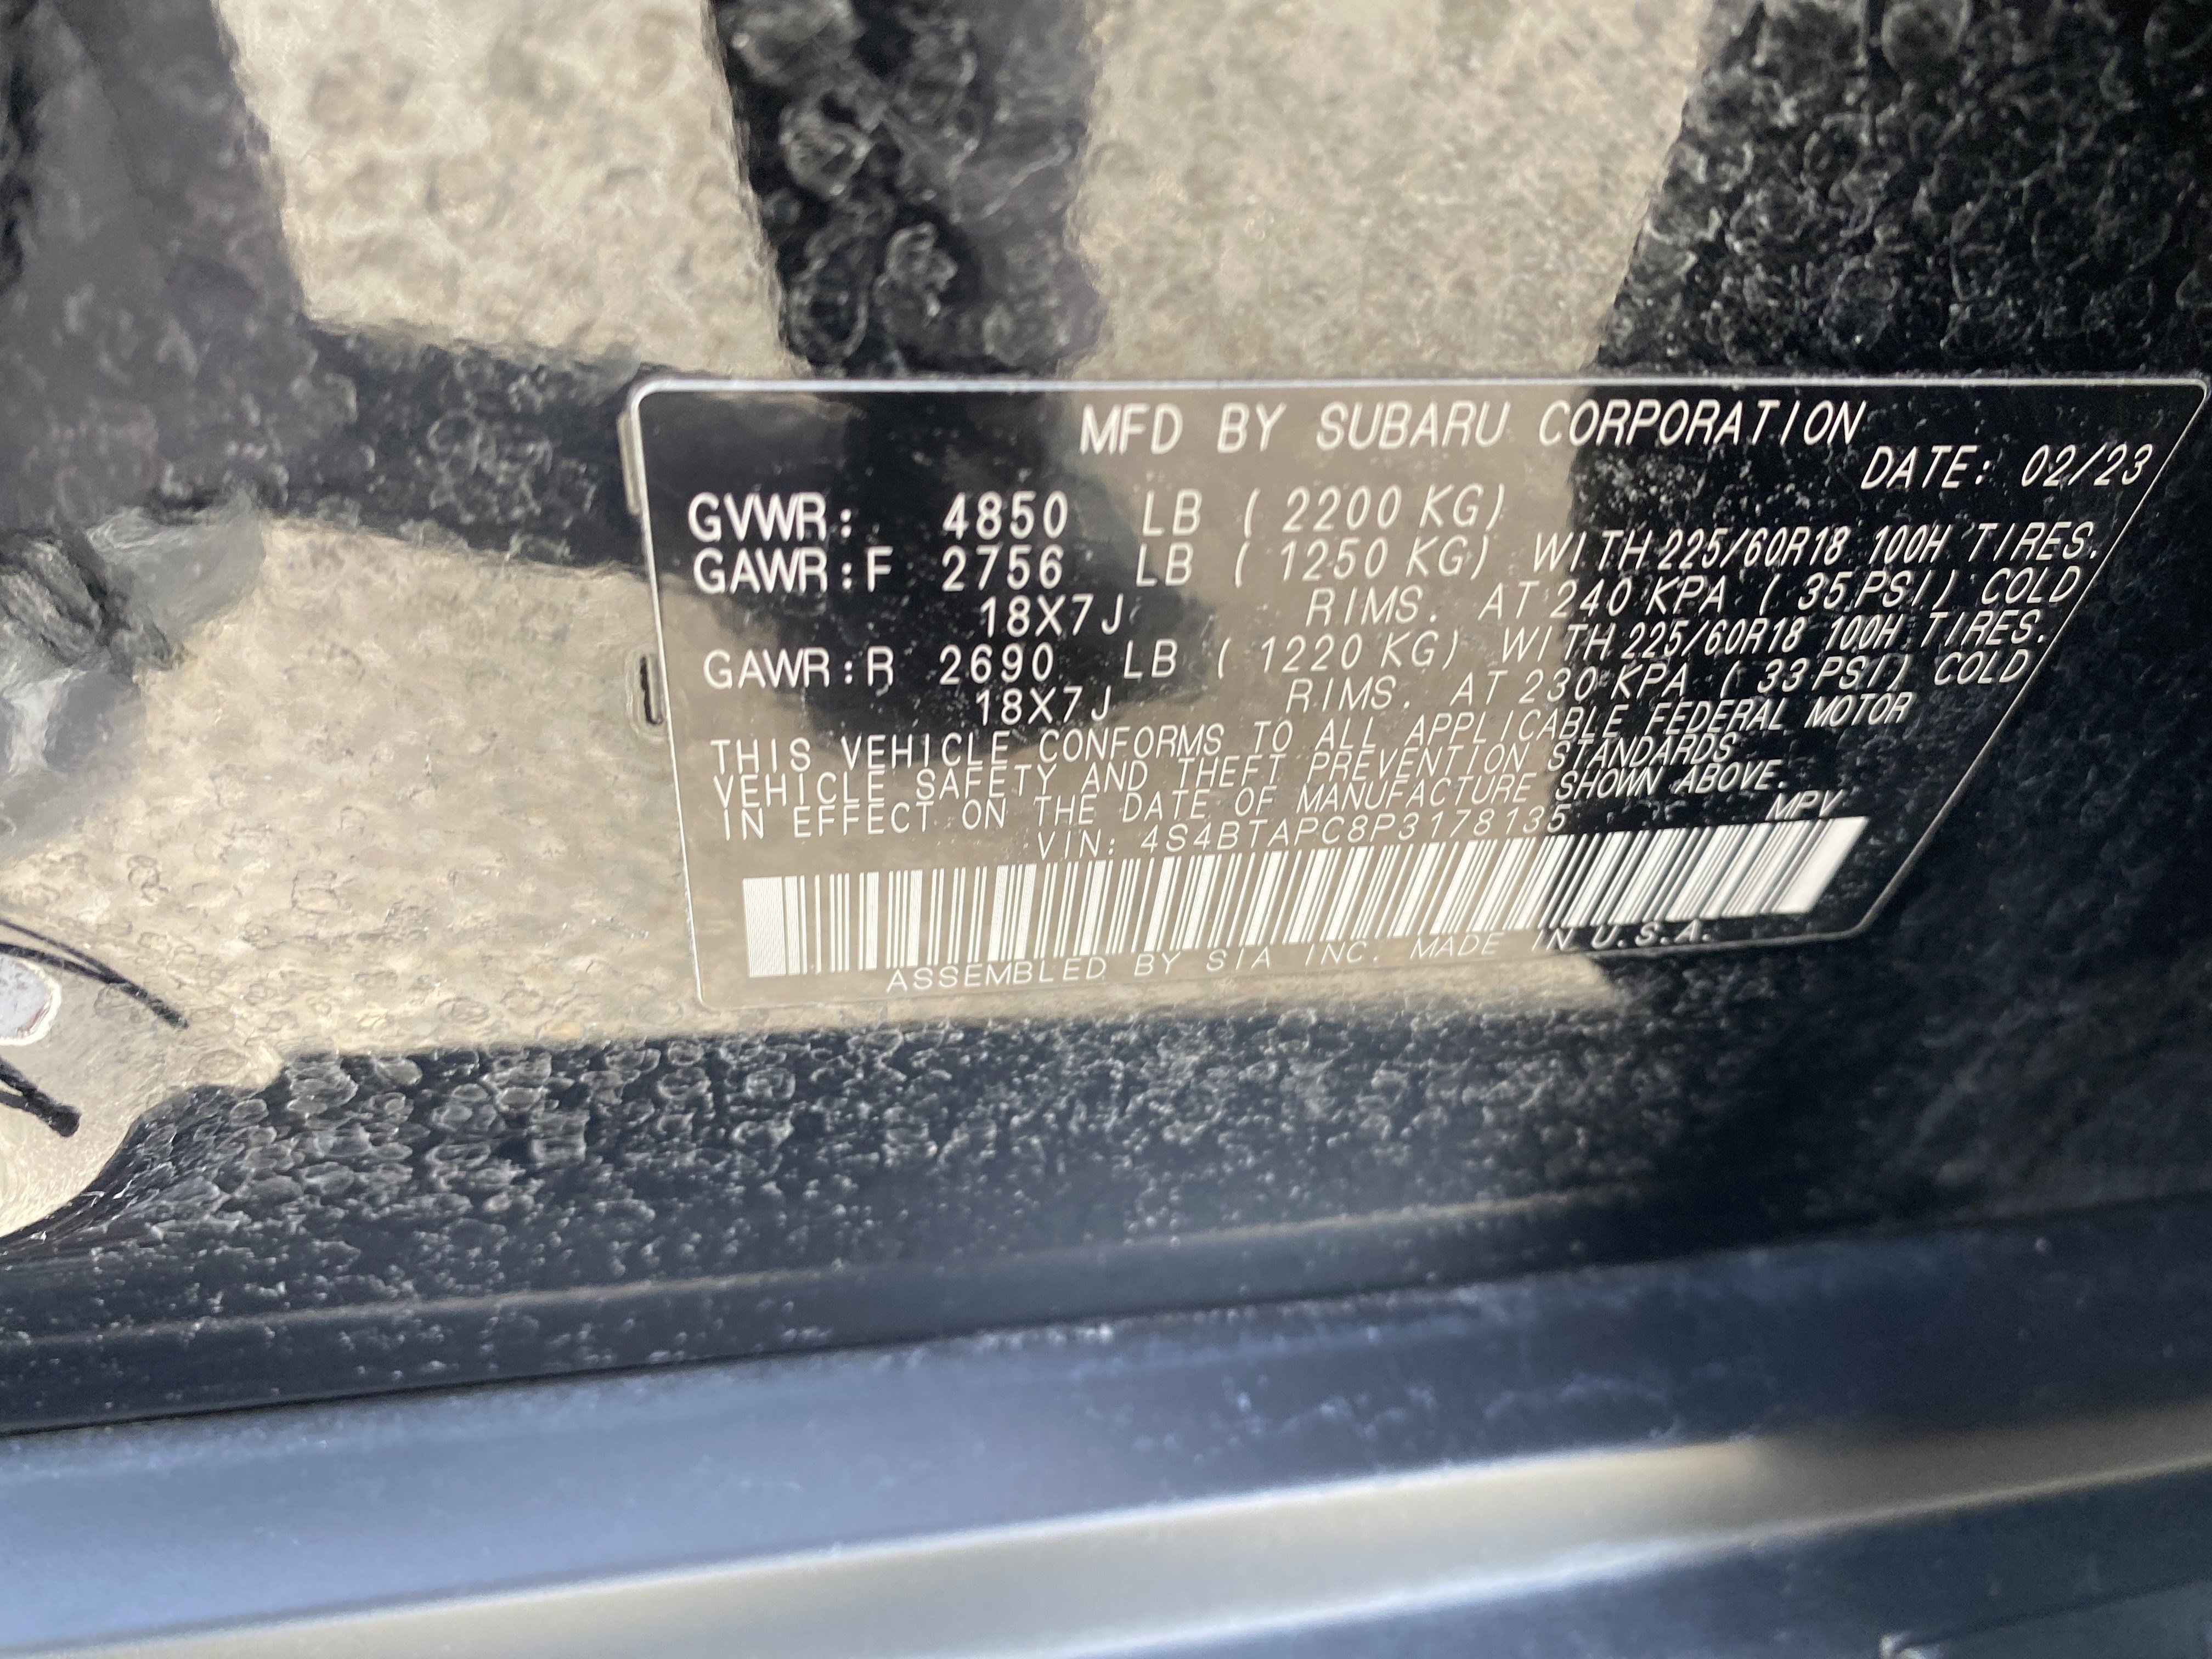 MFD BY SUBARU CORPORATION
DATE: 02/23
GVWR: 4850 LB ( 2200 KG)
GAWR:F 2756 LB ( 1250 KG) WITH 225/60R18 100H TIRES.
18X7J RIMS. AT 240 KPA ( 35 PSI) COLD
GAWR:R 2690 LB ( 1220 KG) WITH 225/60R18 100H TIRES.
18X7J RIMS. AT 230 KPA ( 33 PSI) COLD
THIS VEHICLE CONFORMS TO ALL APPLICABLE FEDERAL MOTOR
VEHICLE SAFETY AND THEFT PREVENTION STANDARDS
IN EFFECT ON THE DATE OF MANUFACTURE SHOWN ABOVE.
VIN: 4S4BTAPC8P3178135 MPV
ASSEMBLED BY SIA INC. MADE IN U.S.A.